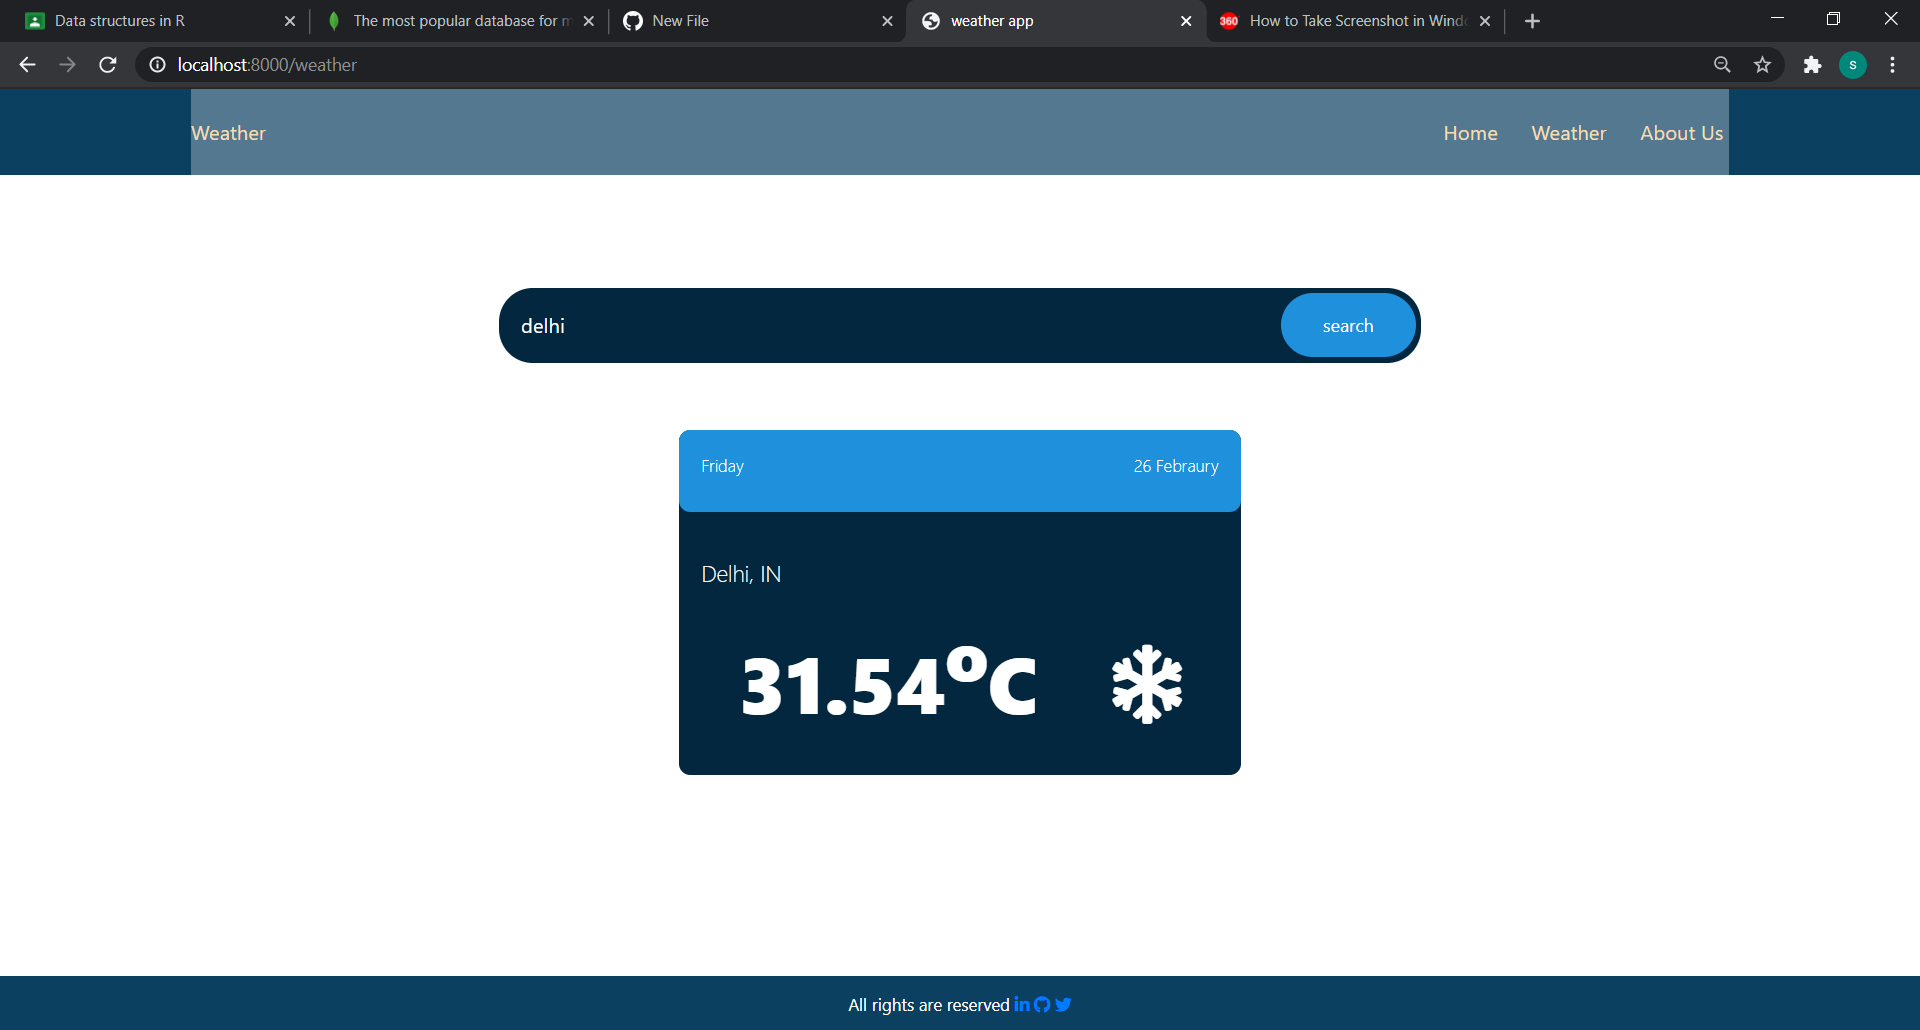 Data structures in R
The most popular database for m
New File
weather app
360
How to Take Screenshot in Windo
localhost:8000/weather
s
Weather
Home
Weather
About Us
delhi
search
Friday
26 Febraury
Delhi, IN
31.54°C
All rights are reserved in